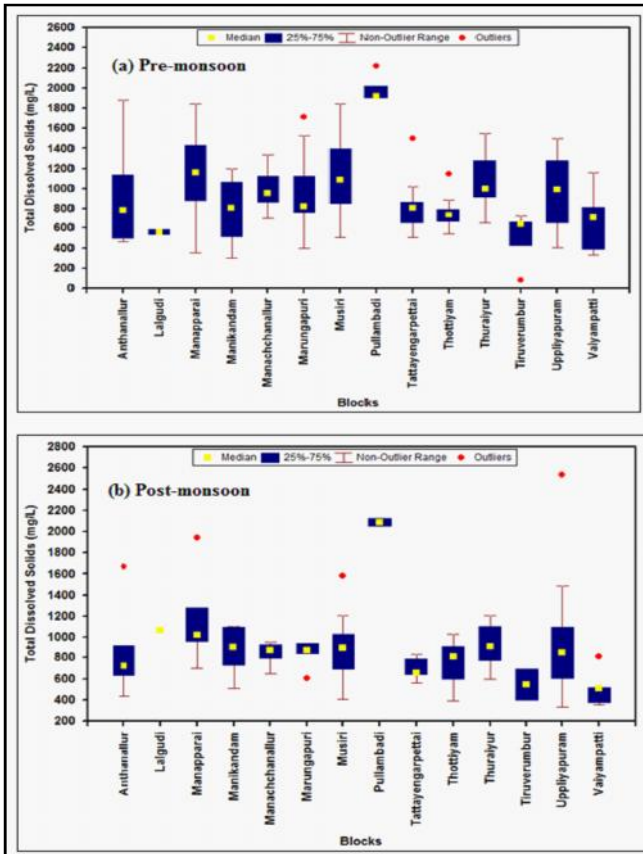 2600
Median 25%-75% Non-Outlier Range Outliers
2400
(a) Pre-monsoon
2200
2000
1800
1600
1400
1200
1000
800
600
400
200
0
Total Dissolved Solids (mg/L)
Anthanallur
Lalgudi
Manapparai
Manikandam
Manachchanallur
Marungapuri
Musiri
Pullambadi
Tattayengarpettai
Thottiyam
Thuraiyur
Tiruverumbur
Uppliyapuram
Vaiyampatti
Blocks
2800
Median 25%-75% Non-Outlier Range Outliers
2600
(b) Post-monsoon
2400
2200
2000
1800
1600
1400
1200
1000
800
600
400
200
Total Dissolved Solids (mg/L)
Anthanallur
Lalgudi
Manapparai
Manikandam
Manachchanallur
Marungapuri
Musiri
Pullambadi
Tattayengarpettai
Thottiyam
Thuraiyur
Tiruverumbur
Uppliyapuram
Vaiyampatti
Blocks